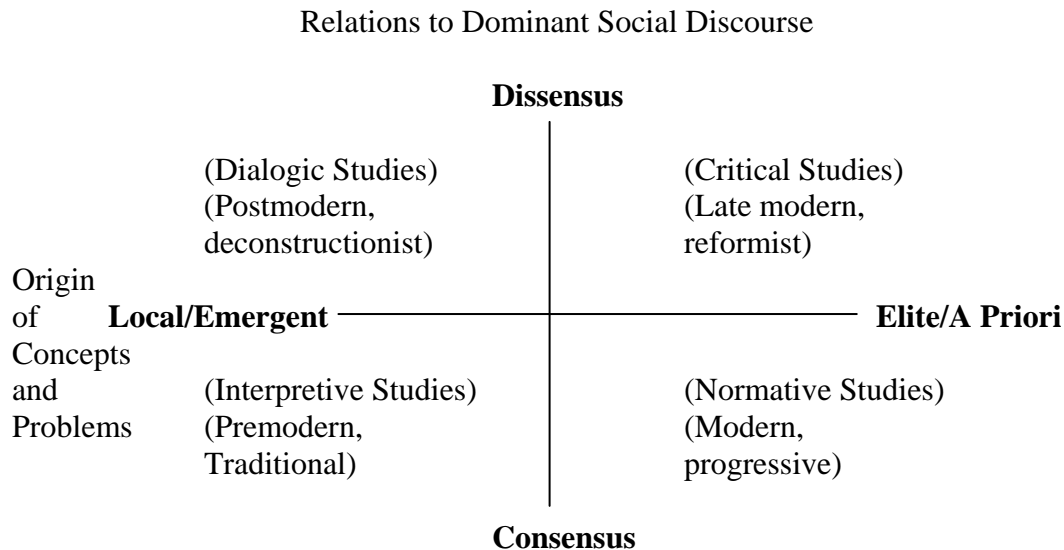 Relations to Dominant Social Discourse
Dissensus
(Dialogic Studies)
(Postmodern,
deconstructionist)
(Critical Studies)
(Late modern,
reformist)
Origin
of
Concepts
and
Problems
Local/Emergent
Elite/A Priori
(Interpretive Studies)
(Premodern,
Traditional)
(Normative Studies)
(Modern,
progressive)
Consensus